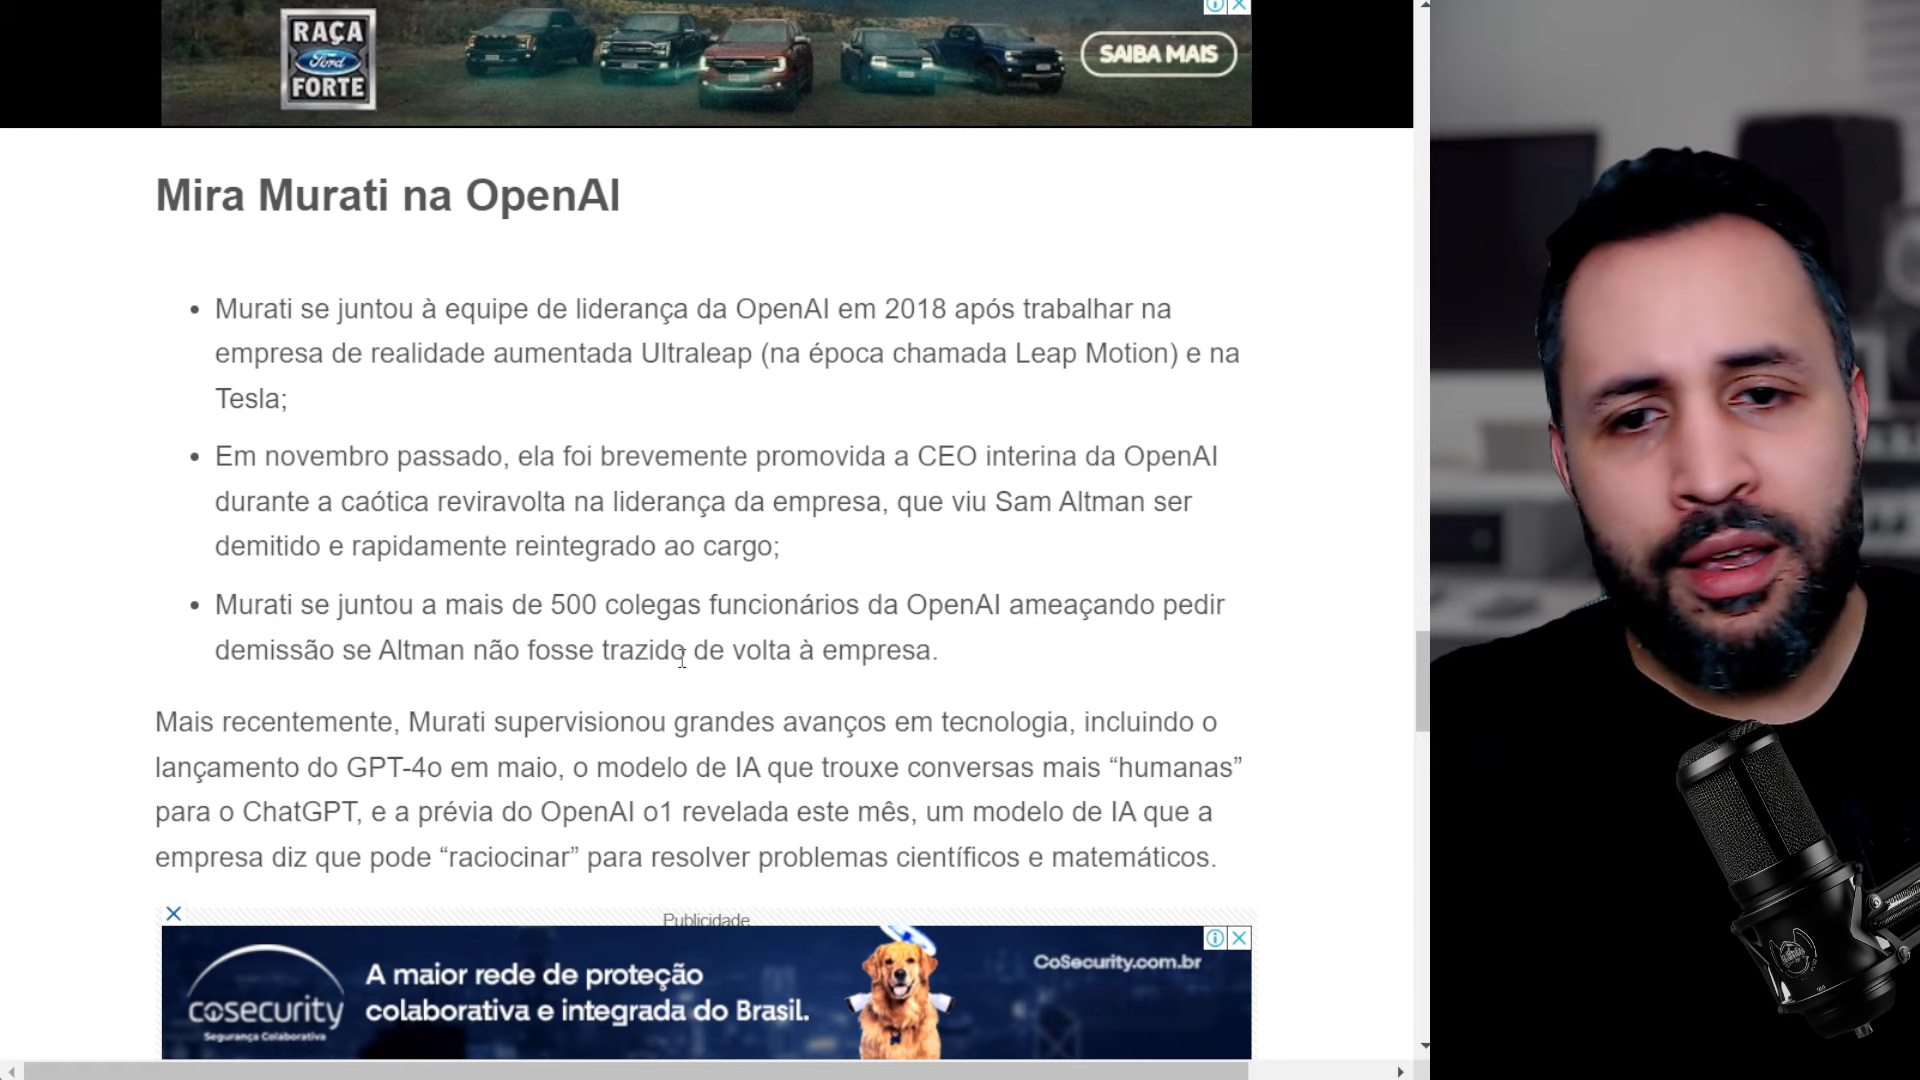 RAÇA
Ford
FORTE
SAIBA MAIS
Mira Murati na OpenAI
• Murati se juntou à equipe de liderança da OpenAI em 2018 após trabalhar na
empresa de realidade aumentada Ultraleap (na época chamada Leap Motion) e na
Tesla;
• Em novembro passado, ela foi brevemente promovida a CEO interina da OpenAI
durante a caótica reviravolta na liderança da empresa, que viu Sam Altman ser
demitido e rapidamente reintegrado ao cargo;
• Murati se juntou a mais de 500 colegas funcionários da OpenAI ameaçando pedir
demissão se Altman não fosse trazido de volta à empresa.
Mais recentemente, Murati supervisionou grandes avanços em tecnologia, incluindo o
lançamento do GPT-4o em maio, o modelo de IA que trouxe conversas mais “humanas”
para o ChatGPT, e a prévia do OpenAI o1 revelada este mês, um modelo de IA que a
empresa diz que pode “raciocinar” para resolver problemas científicos e matemáticos.
Publicidade
cosecurity
Segurança Colaborativa
A maior rede de proteção
colaborativa e integrada do Brasil.
CoSecurity.com.br